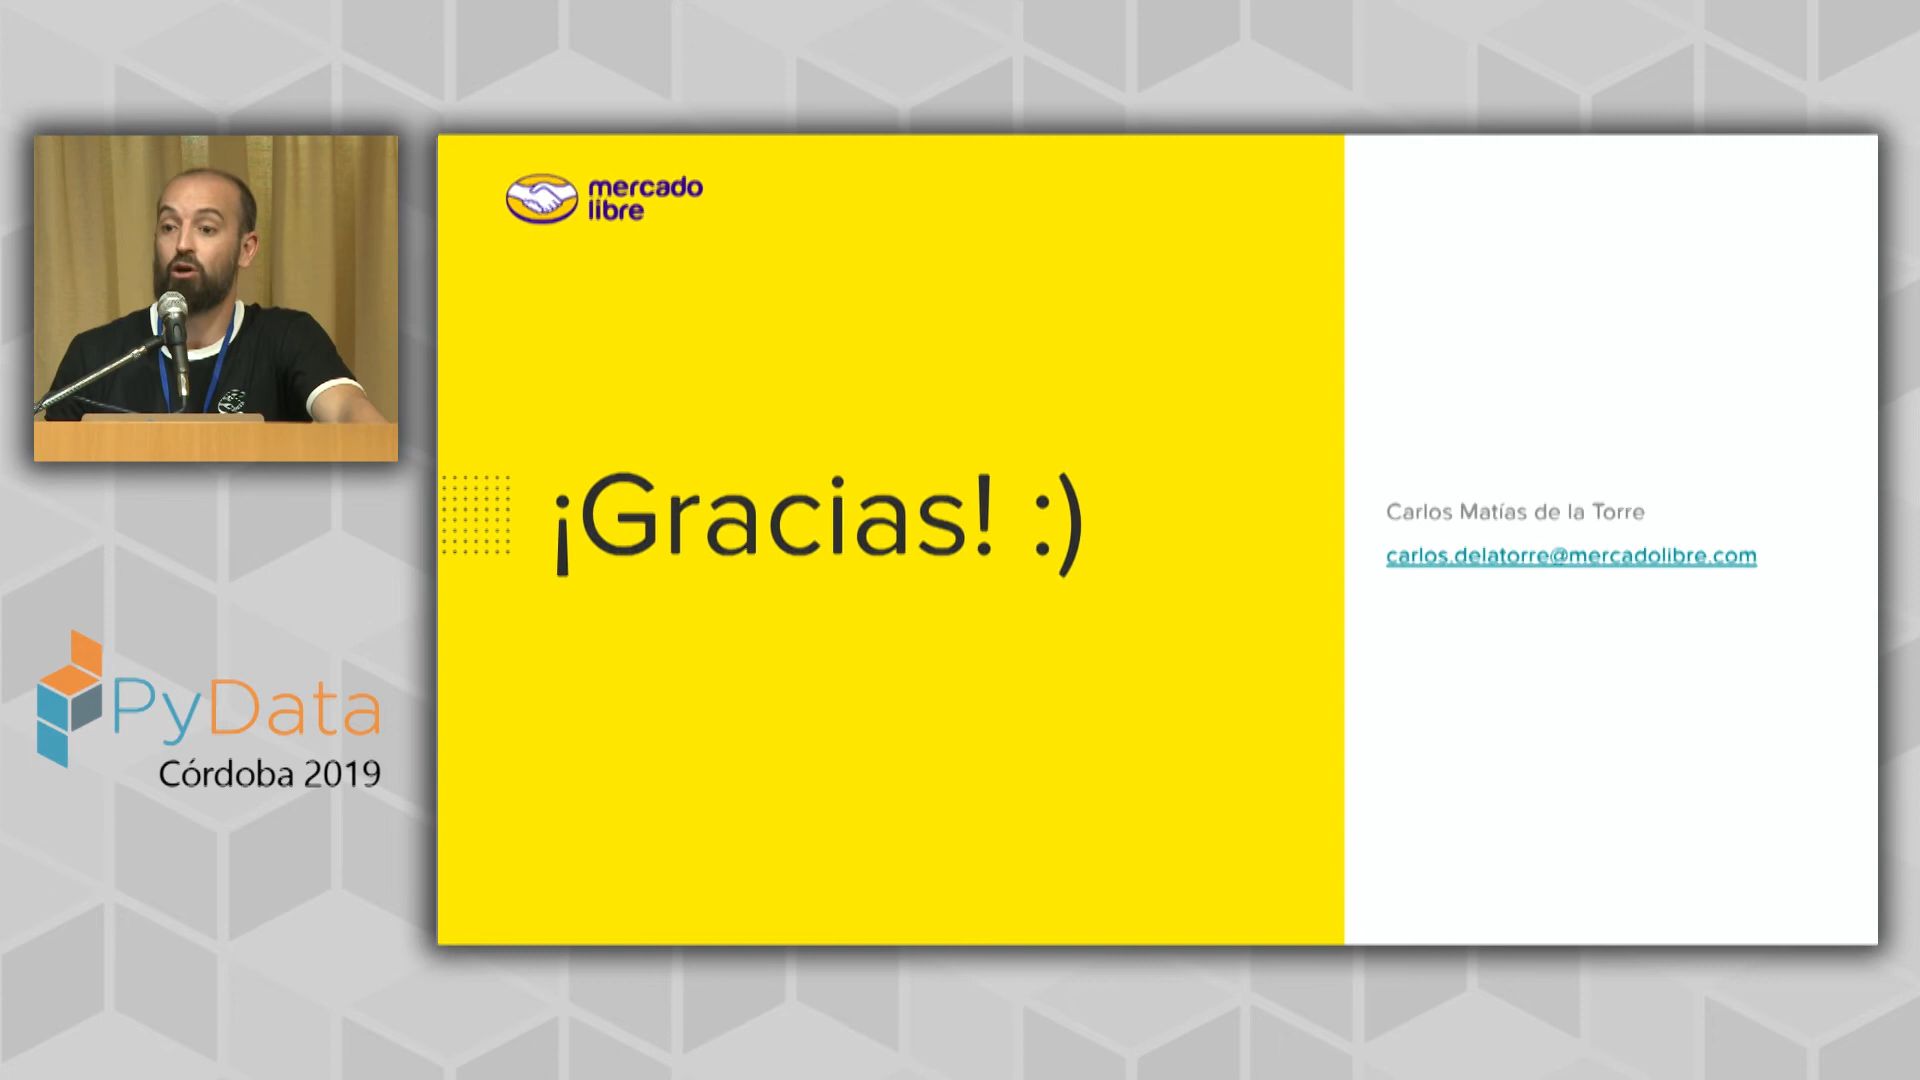 mercado
libre
¡Gracias! :)
Carlos Matías de la Torre
carlos.delatorre@mercadolibre.com
PyData
Córdoba 2019